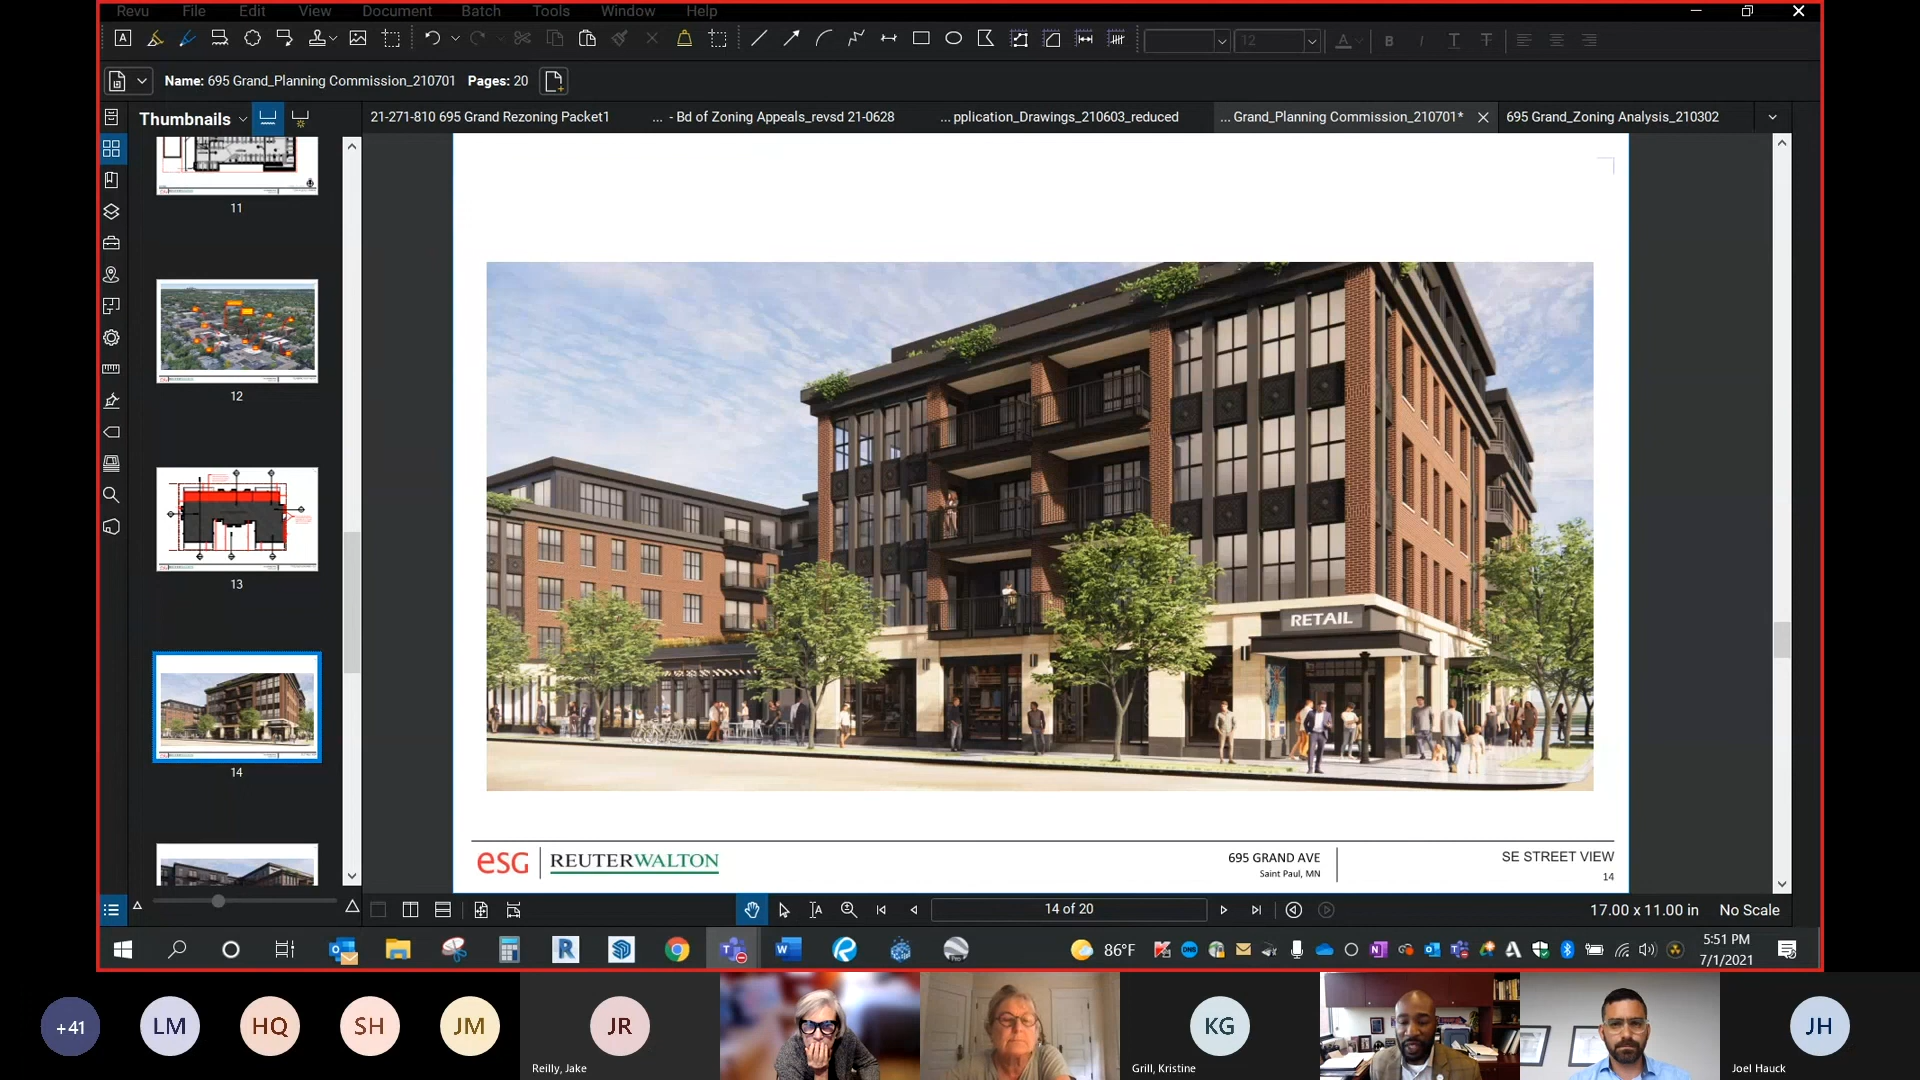 Revu File Edit View Document Batch Tools Window Help
12
Name: 695 Grand_Planning Commission_210701 Pages: 20
Thumbnails
21-271-810 695 Grand Rezoning Packet1
... - Bd of Zoning Appeals_revsd 21-0628
...pplication_Drawings_210603_reduced
... Grand_Planning_Commission_210701*
695 Grand_Zoning Analysis_210302
11
12
13
14
RETAIL
esg
REUTERWALTON
695 GRAND AVE
Saint Paul, MN
SE STREET VIEW
14
14 of 20
17.00 x 11.00 in No Scale
86°F
5:51 PM
7/1/2021
+41
LM
HQ
SH
JM
JR
Reilly, Jake
KG
Grill, Kristine
JH
Joel Hauck